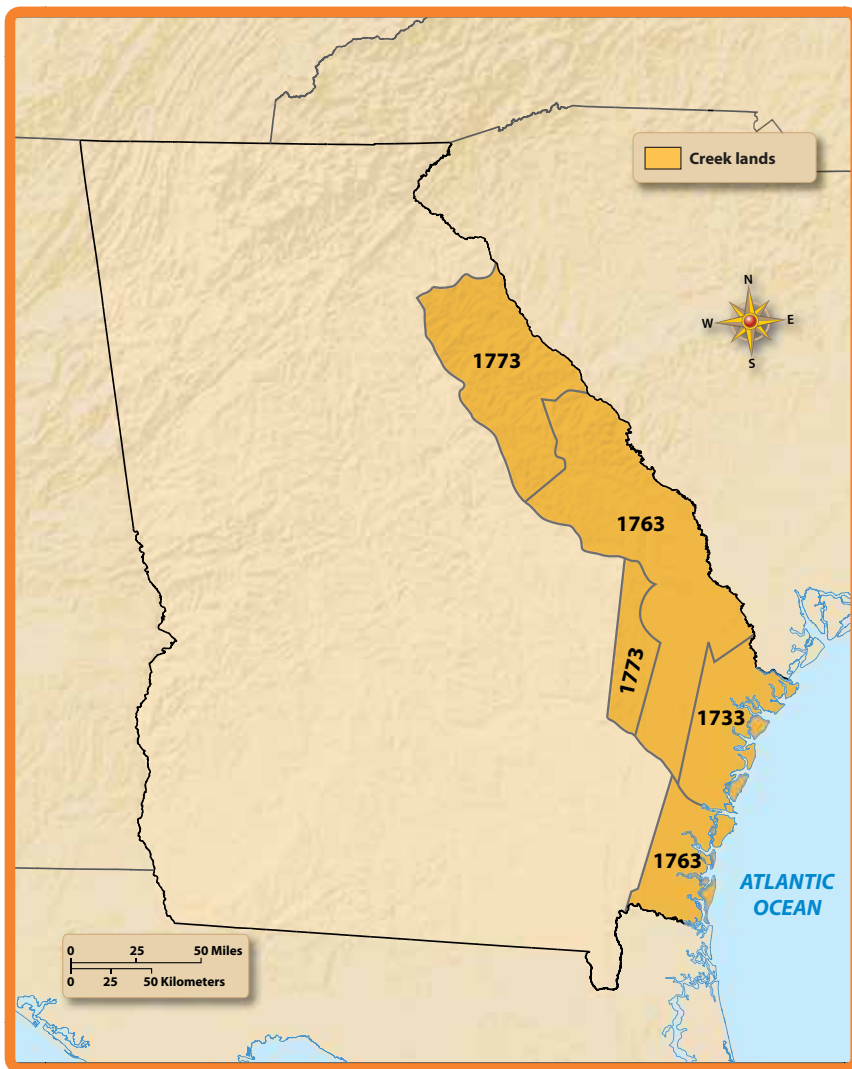 Creek lands
N
W
E
S
1773
1763
1773
1733
1763
ATLANTIC
OCEAN
0 25 50 Miles
0 25 50 Kilometers